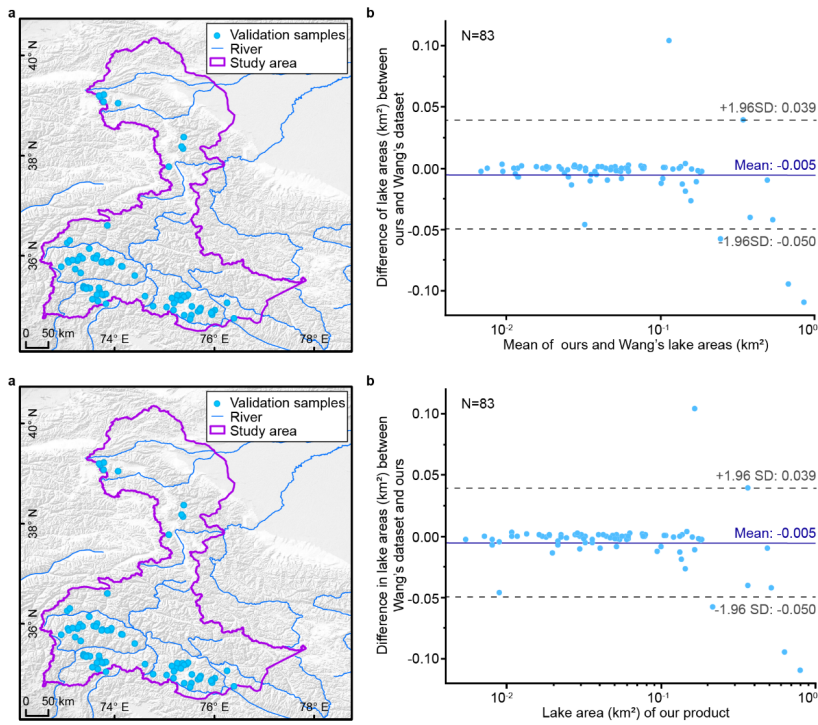 a
Validation samples
River
Study area
40° N
38° N
36° N
0 50 km
74° E
76° E
78° E
b
N=83
Difference of lake areas (km²) between
ours and Wang's dataset
0.10
0.05
0.00
-0.05
-0.10
+1.96SD: 0.039
Mean: -0.005
-1.96SD: -0.050
10⁻²
10⁻¹
10⁰
Mean of ours and Wang's lake areas (km²)
a
Validation samples
River
Study area
40° N
38° N
36° N
0 50 km
74° E
76° E
78° E
b
N=83
Difference in lake areas (km²) between
Wang's dataset and ours
0.10
0.05
0.00
-0.05
-0.10
+1.96 SD: 0.039
Mean: -0.005
-1.96 SD: -0.050
10⁻²
10⁻¹
10⁰
Lake area (km²) of our product